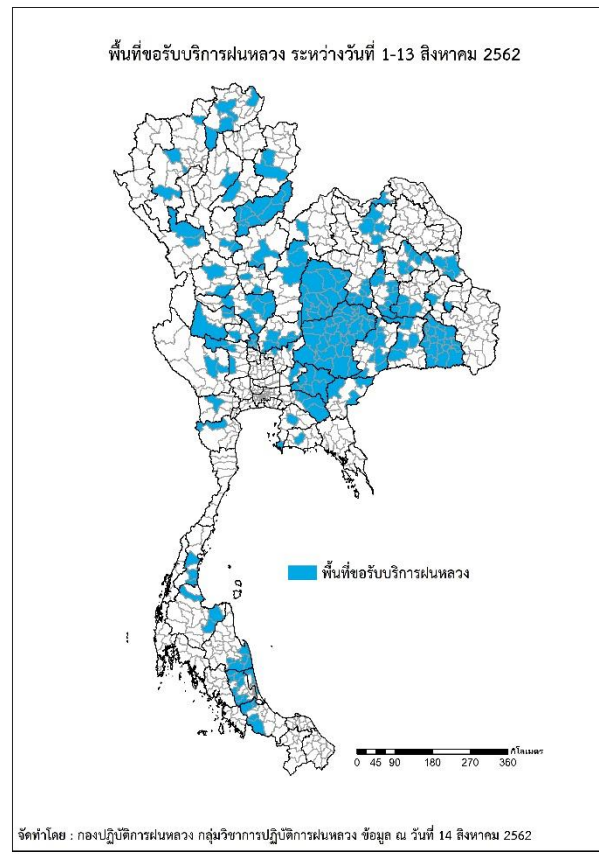 พื้นที่ขอรับบริการฝนหลวง ระหว่างวันที่ 1-13 สิงหาคม 2562
พื้นที่ขอรับบริการฝนหลวง
กิโลเมตร
0 45 90 180 270 360
จัดทำโดย : กองปฏิบัติการฝนหลวง กลุ่มวิชาการปฏิบัติการฝนหลวง ข้อมูล ณ วันที่ 14 สิงหาคม 2562